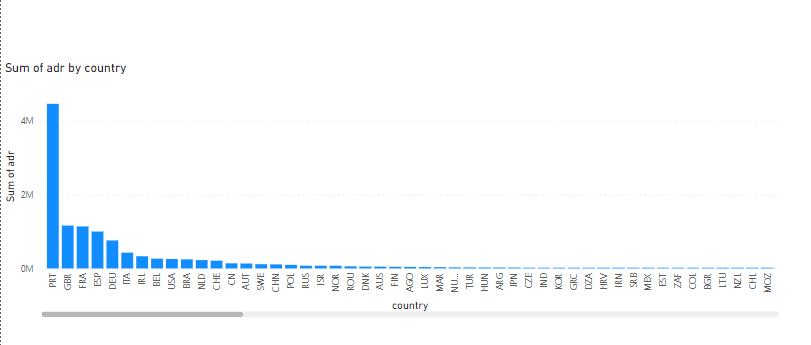 Sum of adr by country
Sum of adr
4M
2M
0M
PRT GBR FRA ESP DEU ITA IRL BEL USA BRA NLD CHE CN AUT SWE CHN POL RUS ISR NOR ROU DNK AUS FIN AGO LUX MAR NU... TUR HUN ARG JPN CZE IND KOR GRC DZA HRV IRN SRB MEX EST ZAF COL BGR LTU NZL CHL MOZ
country